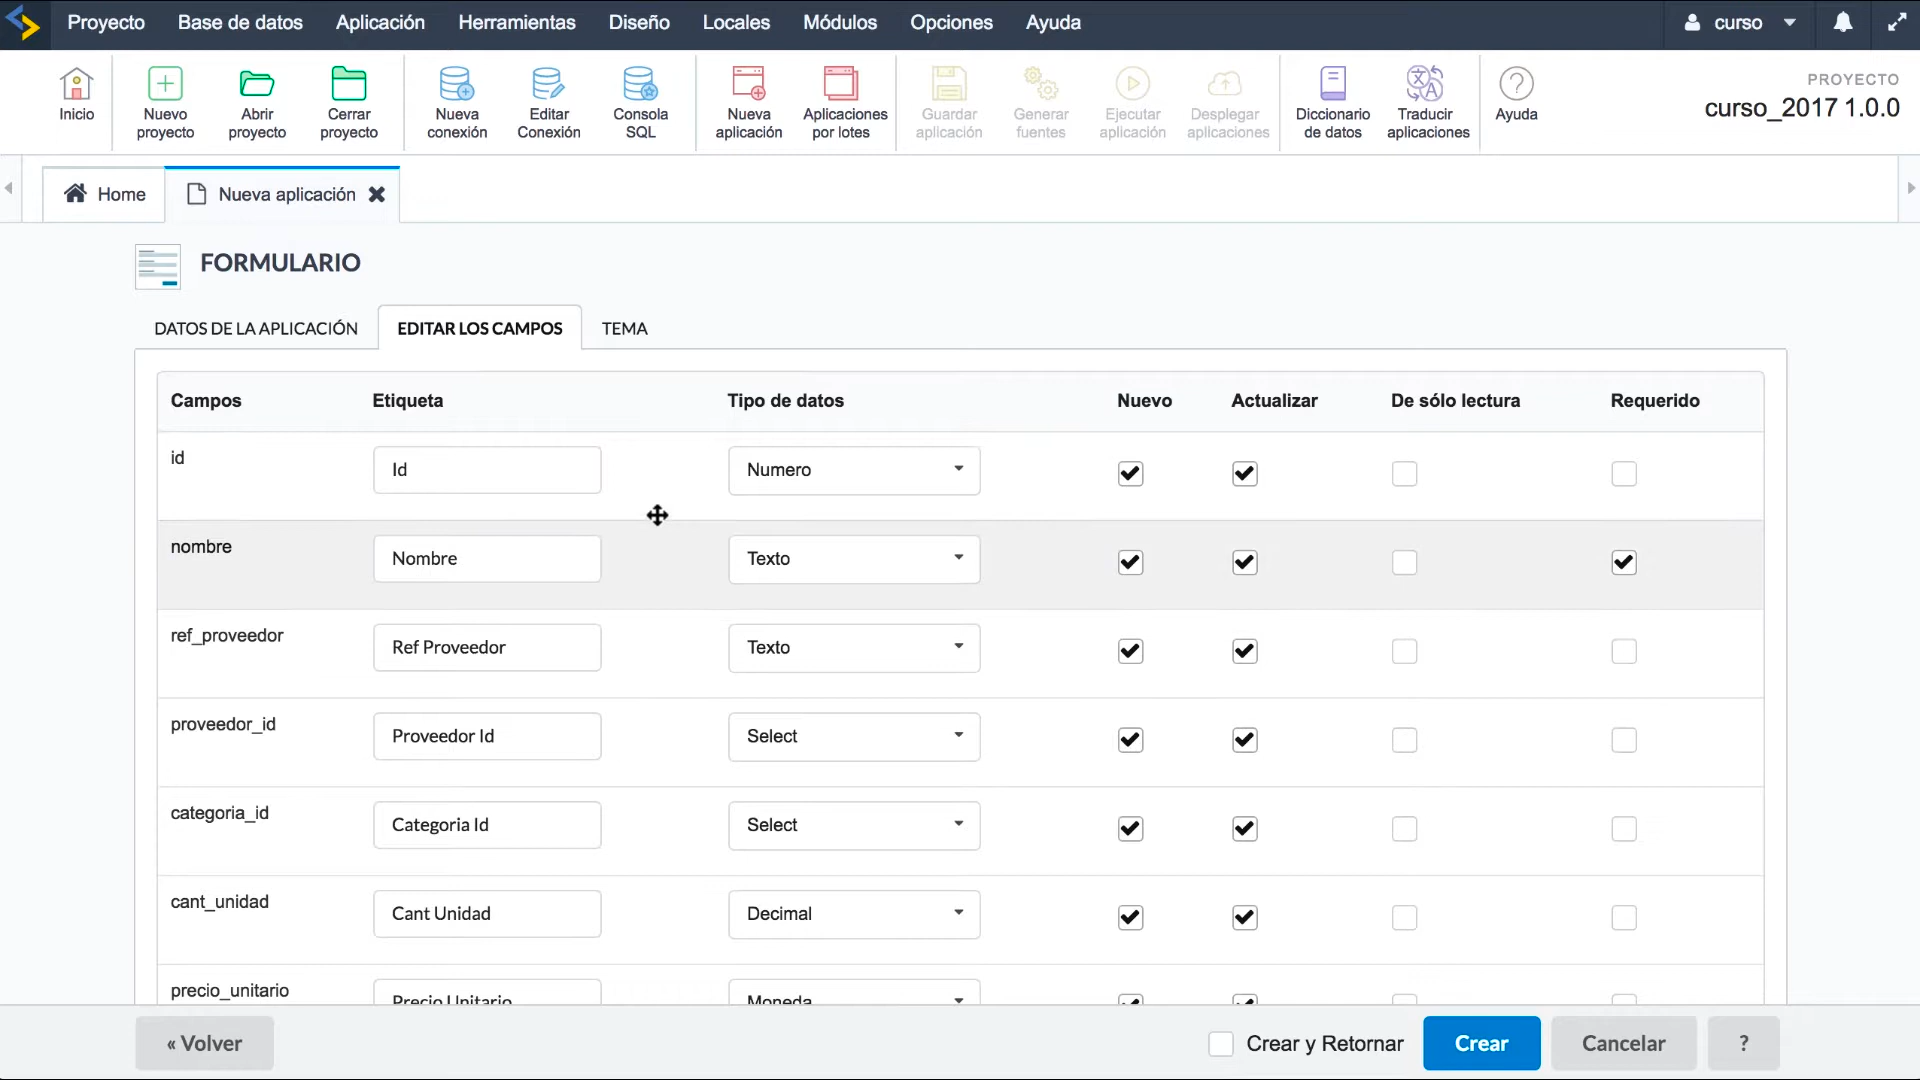 Proyecto Base de datos Aplicación Herramientas Diseño Locales Módulos Opciones Ayuda curso
Inicio Nuevo proyecto Abrir proyecto Cerrar proyecto Nueva conexión Editar Conexión Consola SQL Nueva aplicación Aplicaciones por lotes Guardar aplicación Generar fuentes Ejecutar aplicación Desplegar aplicaciones Diccionario de datos Traducir aplicaciones Ayuda
PROYECTO
curso_2017 1.0.0
Home Nueva aplicación
FORMULARIO
DATOS DE LA APLICACIÓN EDITAR LOS CAMPOS TEMA
Campos Etiqueta Tipo de datos Nuevo Actualizar De sólo lectura Requerido
id Id Numero
nombre Nombre Texto
ref_proveedor Ref Proveedor Texto
proveedor_id Proveedor Id Select
categoria_id Categoria Id Select
cant_unidad Cant Unidad Decimal
precio_unitario Precio Unitario Moneda
« Volver Crear y Retornar Crear Cancelar ?